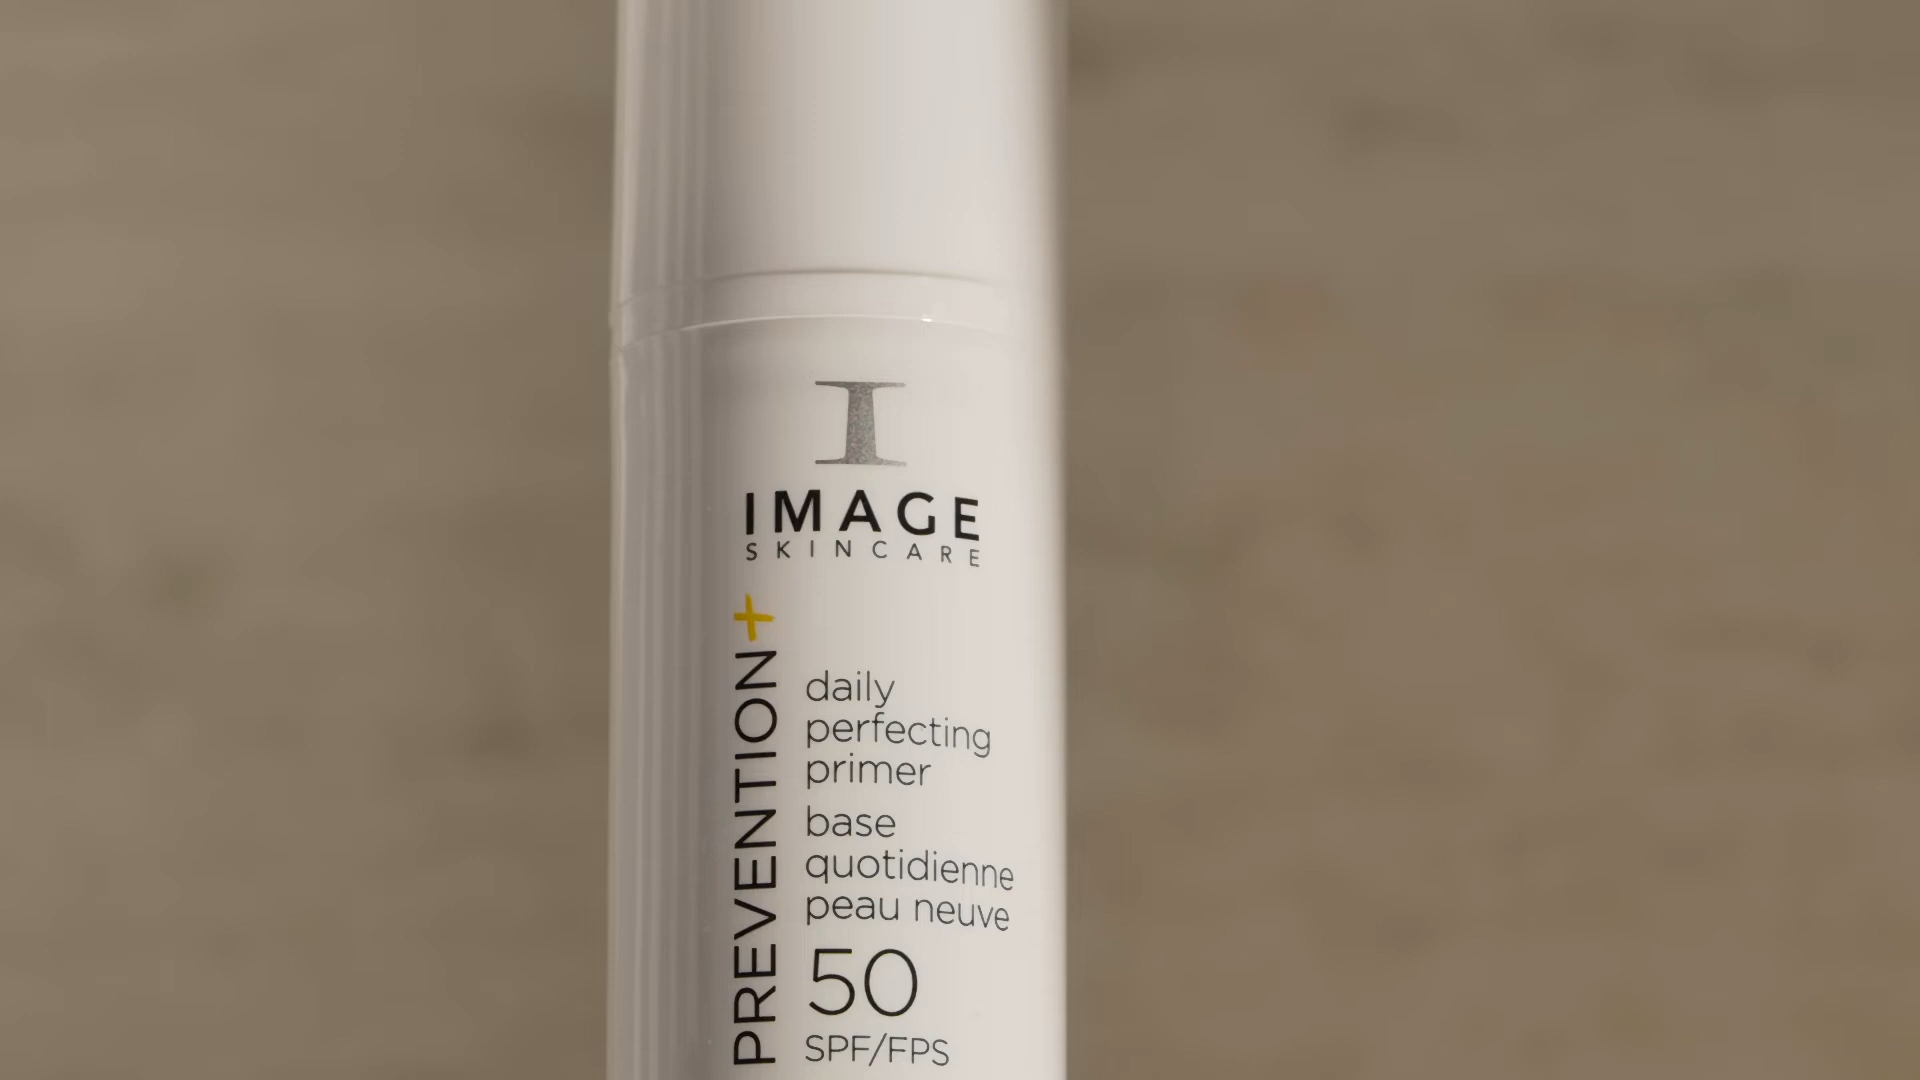 I
IMAGE
SKINCARE
PREVENTION+
daily
perfecting
primer
base
quotidienne
peau neuve
50
SPF/FPS